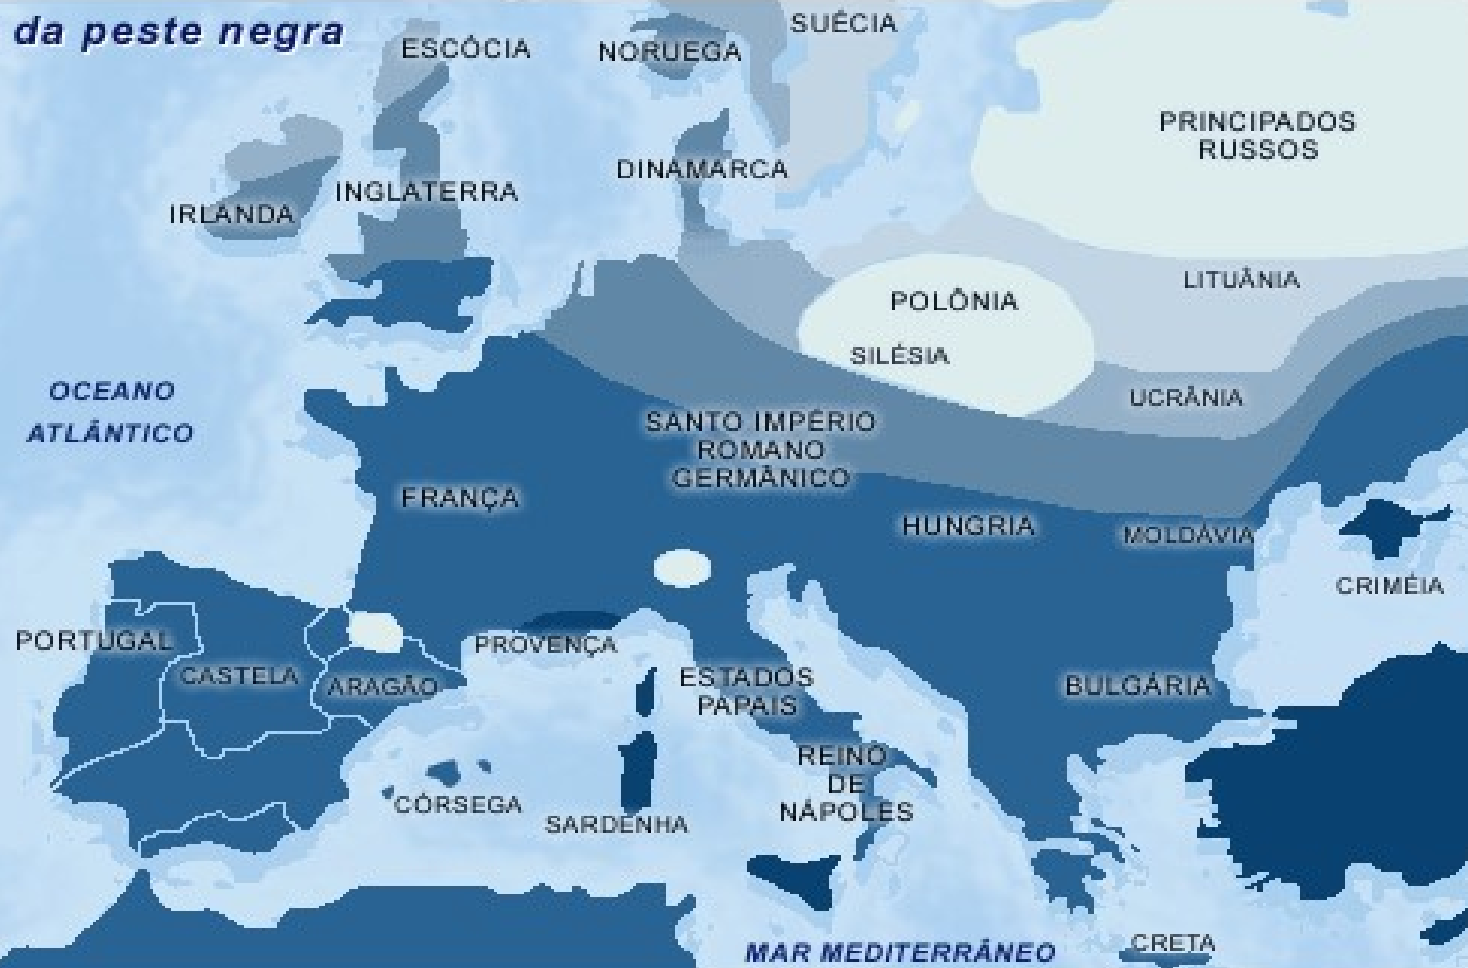 da peste negra
ESCÓCIA
NORUEGA
SUÉCIA
PRINCIPADOS
RUSSOS
DINAMARCA
INGLATERRA
IRLANDA
LITUÂNIA
POLÔNIA
SILÉSIA
OCEANO
ATLÂNTICO
UCRÂNIA
SANTO IMPÉRIO
ROMANO
GERMÂNICO
FRANÇA
HUNGRIA
MOLDÁVIA
CRIMÉIA
PORTUGAL
CASTELA
ARAGÃO
PROVENÇA
ESTADOS
PAPAIS
BULGÁRIA
REINO
DE
NÁPOLES
CÓRSEGA
SARDENHA
MAR MEDITERRÂNEO
CRETA